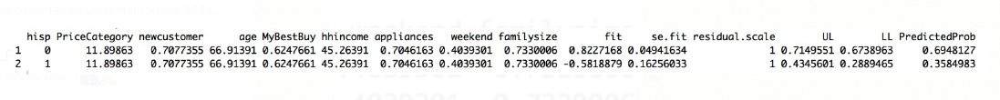 hisp PriceCategory newcustomer age MyBestBuy hhincome appliances weekend familysize fit se.fit residual.scale UL LL PredictedProb
1 0 11.89863 0.7077355 66.91391 0.6247661 45.26391 0.7046163 0.4039301 0.7330006 0.8227168 0.04941634 1 0.7149551 0.6738963 0.6948127
2 1 11.89863 0.7077355 66.91391 0.6247661 45.26391 0.7046163 0.4039301 0.7330006 -0.5818879 0.16256033 1 0.4345601 0.2889465 0.3584983